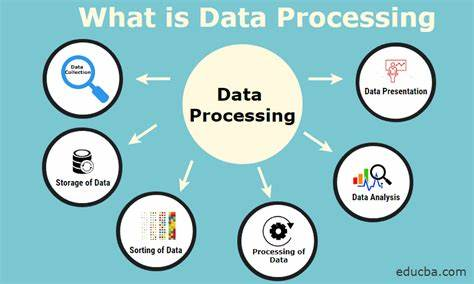 What is Data Processing
Data
Collection
Data
Processing
Data Presentation
Storage of Data
Data Analysis
Sorting of Data
Processing of
Data
educba.com